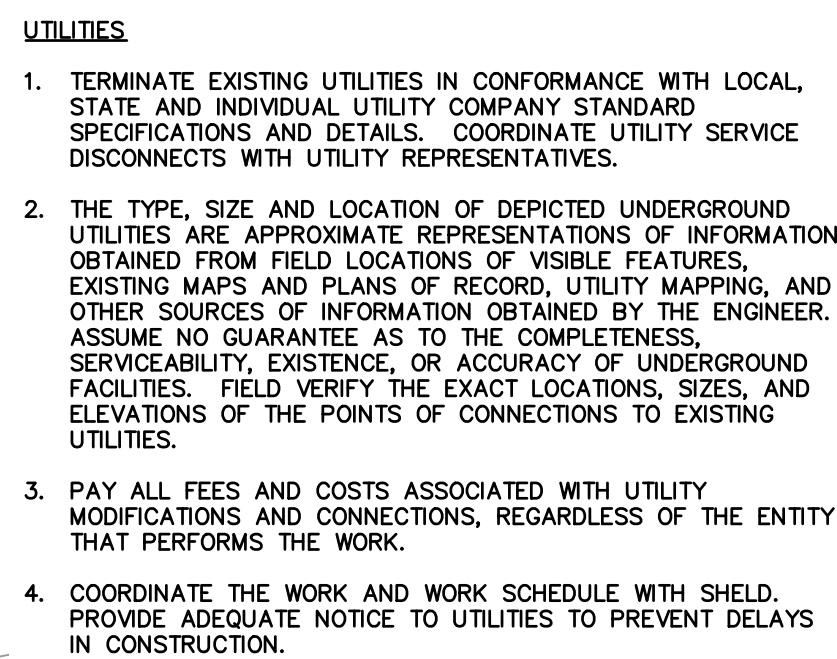 UTILITIES
1. TERMINATE EXISTING UTILITIES IN CONFORMANCE WITH LOCAL,
STATE AND INDIVIDUAL UTILITY COMPANY STANDARD
SPECIFICATIONS AND DETAILS. COORDINATE UTILITY SERVICE
DISCONNECTS WITH UTILITY REPRESENTATIVES.
2. THE TYPE, SIZE AND LOCATION OF DEPICTED UNDERGROUND
UTILITIES ARE APPROXIMATE REPRESENTATIONS OF INFORMATION
OBTAINED FROM FIELD LOCATIONS OF VISIBLE FEATURES,
EXISTING MAPS AND PLANS OF RECORD, UTILITY MAPPING, AND
OTHER SOURCES OF INFORMATION OBTAINED BY THE ENGINEER.
ASSUME NO GUARANTEE AS TO THE COMPLETENESS,
SERVICEABILITY, EXISTENCE, OR ACCURACY OF UNDERGROUND
FACILITIES. FIELD VERIFY THE EXACT LOCATIONS, SIZES, AND
ELEVATIONS OF THE POINTS OF CONNECTIONS TO EXISTING
UTILITIES.
3. PAY ALL FEES AND COSTS ASSOCIATED WITH UTILITY
MODIFICATIONS AND CONNECTIONS, REGARDLESS OF THE ENTITY
THAT PERFORMS THE WORK.
4. COORDINATE THE WORK AND WORK SCHEDULE WITH SHELD.
PROVIDE ADEQUATE NOTICE TO UTILITIES TO PREVENT DELAYS
IN CONSTRUCTION.